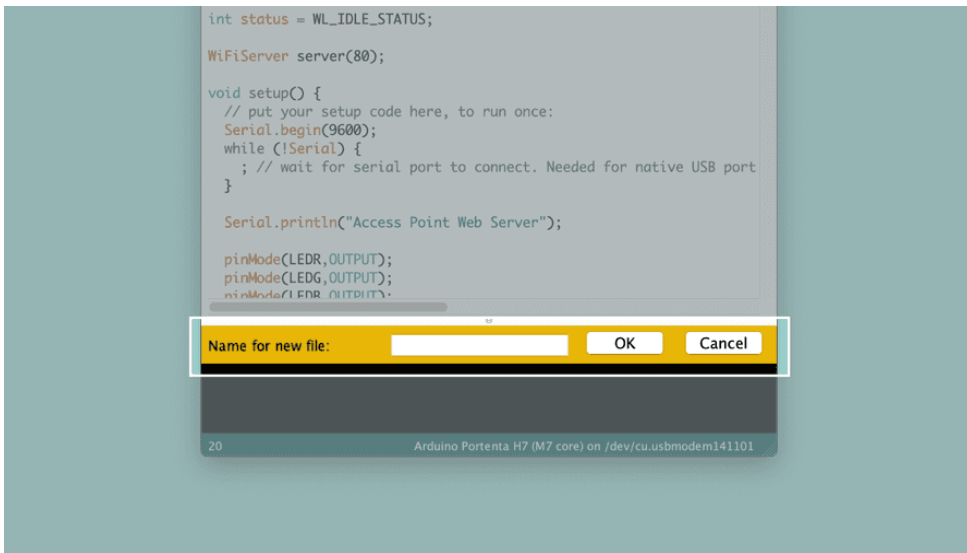 int status = WL_IDLE_STATUS;
WiFiServer server(80);
void setup() {
// put your setup code here, to run once:
Serial.begin(9600);
while (!Serial) {
; // wait for serial port to connect. Needed for native USB port
}
Serial.println("Access Point Web Server");
pinMode(LEDR,OUTPUT);
pinMode(LEDG,OUTPUT);
pinMode(LEDB,OUTPUT);
Name for new file: OK Cancel
20 Arduino Portenta H7 (M7 core) on /dev/cu.usbmodem141101